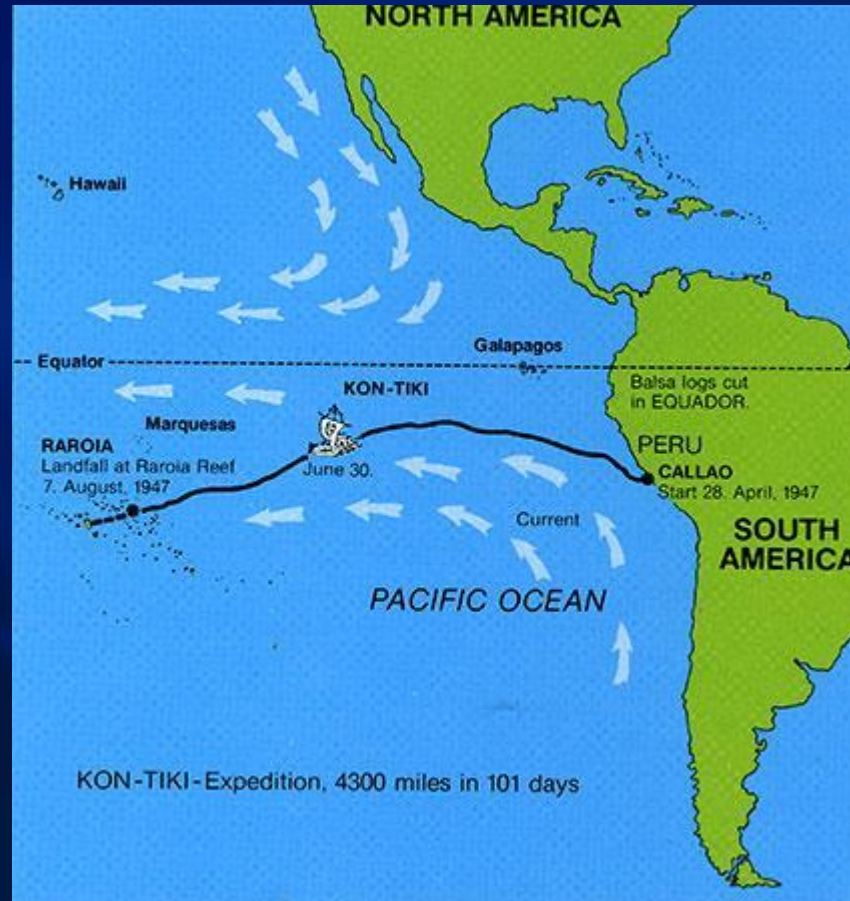 NORTH AMERICA
Hawaii
Equator
Galapagos
Balsa logs cut
in EQUADOR.
KON-TIKI
Marquesas
RAROIA
Landfall at Raroia Reef
7. August, 1947
June 30.
PERU
CALLAO
Start 28. April, 1947
Current
SOUTH
AMERICA
PACIFIC OCEAN
KON-TIKI-Expedition, 4300 miles in 101 days